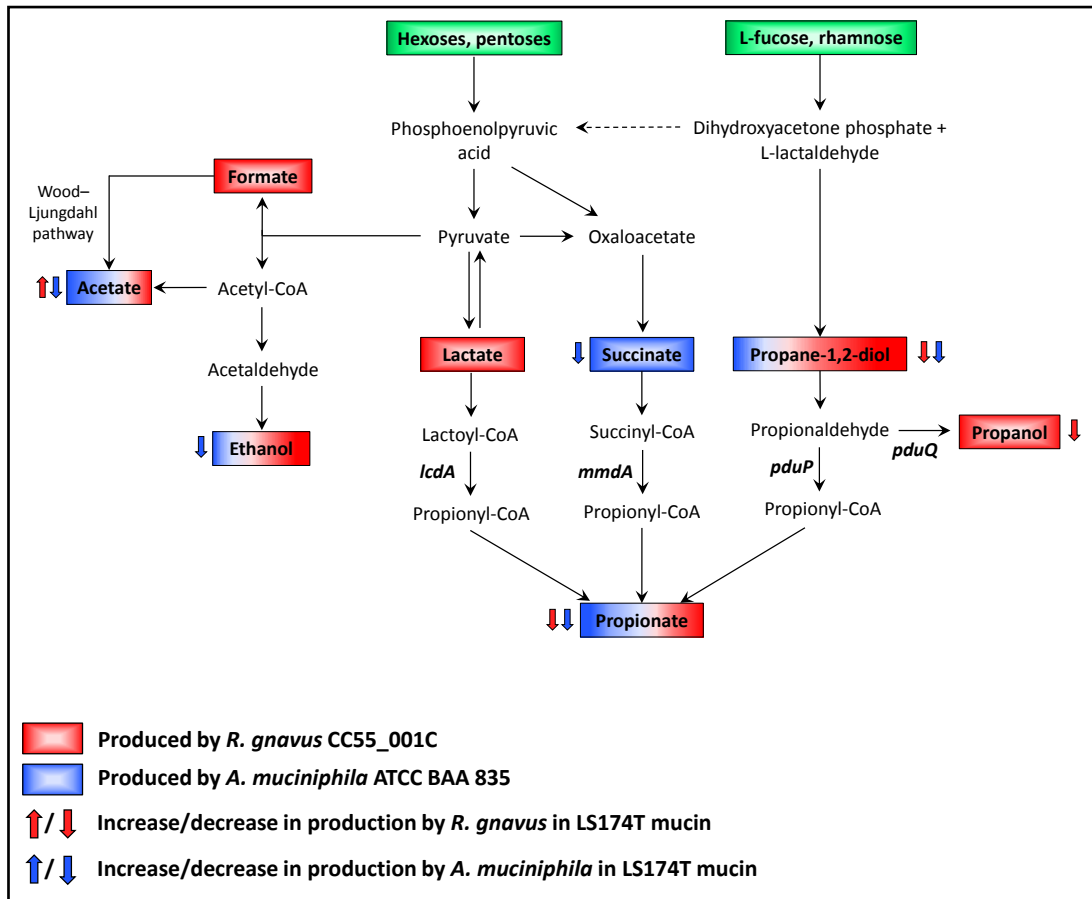 Hexoses, pentoses
L-fucose, rhamnose
Phosphoenolpyruvic
acid
Dihydroxyacetone phosphate +
L-lactaldehyde
Formate
Wood–
Ljungdahl
pathway
Pyruvate
Oxaloacetate
Acetate
Acetyl-CoA
Lactate
Succinate
Propane-1,2-diol
Acetaldehyde
Ethanol
Lactoyl-CoA
Succinyl-CoA
Propionaldehyde
Propanol
pduQ
lcdA
mmdA
pduP
Propionyl-CoA
Propionyl-CoA
Propionyl-CoA
Propionate
Produced by R. gnavus CC55_001C
Produced by A. muciniphila ATCC BAA 835
/ Increase/decrease in production by R. gnavus in LS174T mucin
/ Increase/decrease in production by A. muciniphila in LS174T mucin